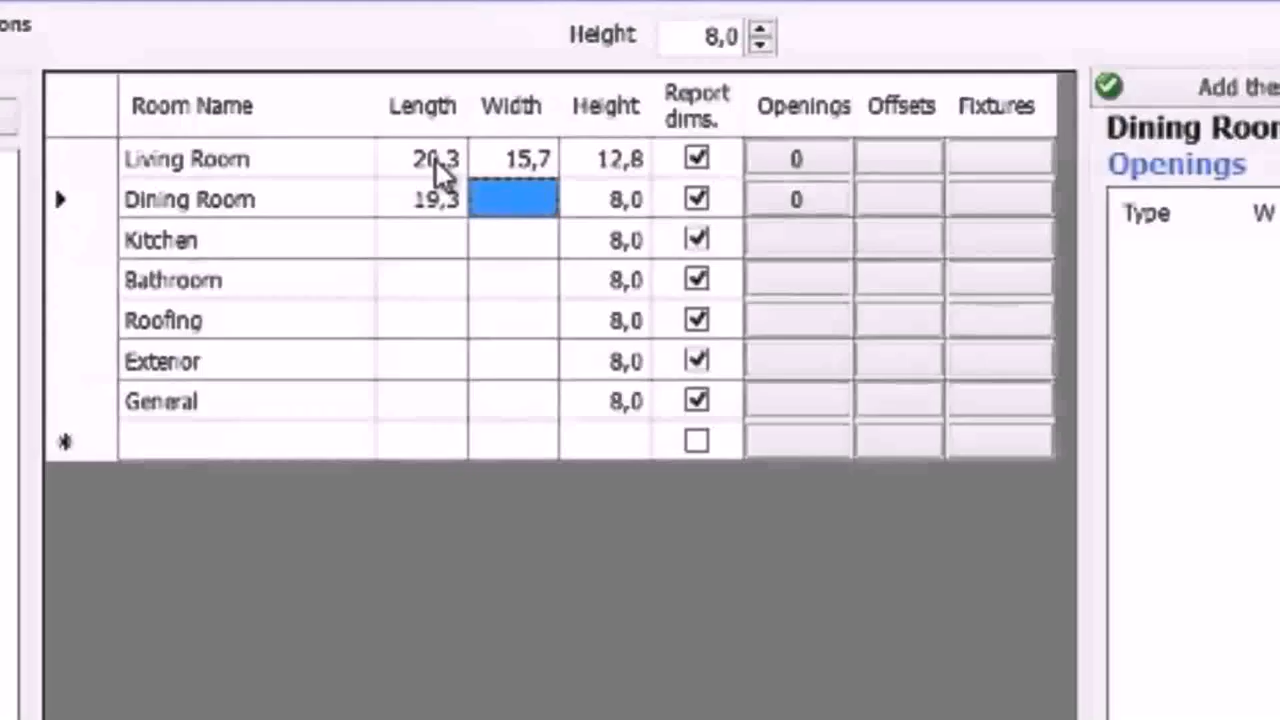 ons
Height 8,0
Add the
Room Name Length Width Height Report dims. Openings Offsets Fixtures
Living Room 20,3 15,7 12,8 0
Dining Room 19,3 8,0 0
Kitchen 8,0
Bathroom 8,0
Roofing 8,0
Exterior 8,0
General 8,0
Dining Roor
Openings
Type W